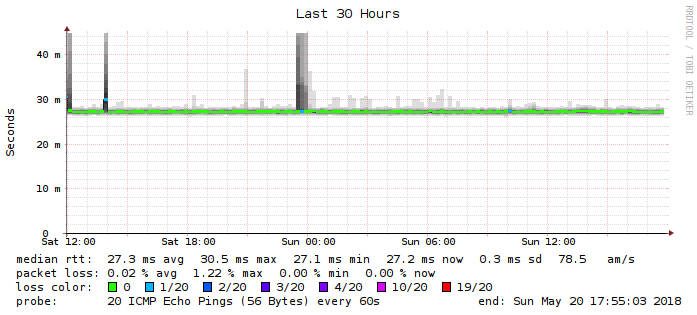 Last 30 Hours
RRDTOOL / TOBI OETIKER
Seconds
40 m
30 m
20 m
10 m
0
Sat 12:00 Sat 18:00 Sun 00:00 Sun 06:00 Sun 12:00
median rtt: 27.3 ms avg 30.5 ms max 27.1 ms min 27.2 ms now 0.3 ms sd 78.5 am/s
packet loss: 0.02 % avg 1.22 % max 0.00 % min 0.00 % now
loss color: 0 1/20 2/20 3/20 4/20 10/20 19/20
probe: 20 ICMP Echo Pings (56 Bytes) every 60s end: Sun May 20 17:55:03 2018